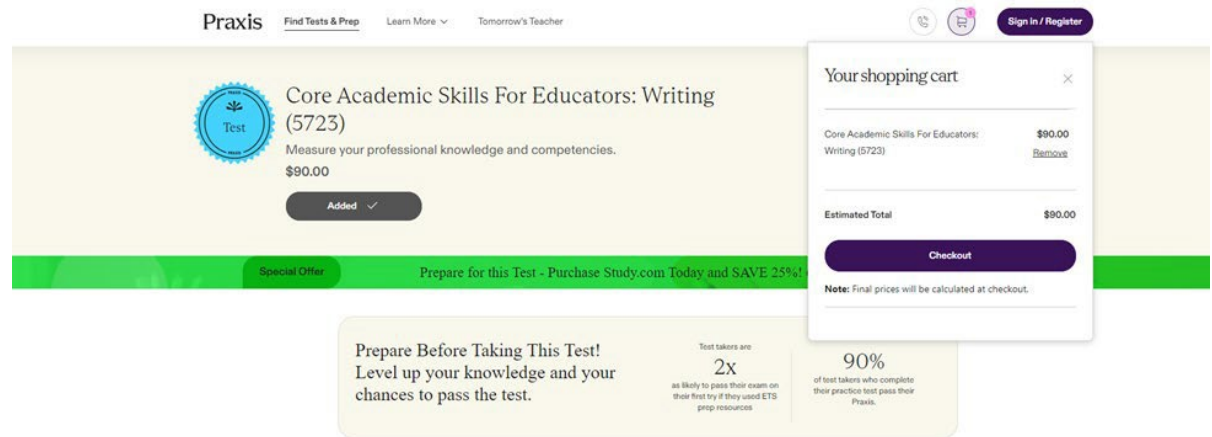 Praxis
Find Tests & Prep
Learn More
Tomorrow's Teacher
1
Sign in / Register
PRAXIS
Test
Core Academic Skills For Educators: Writing
(5723)
Measure your professional knowledge and competencies.
$90.00
Added
Your shopping cart
Core Academic Skills For Educators:
Writing (5723)
$90.00
Remove
Estimated Total
$90.00
Checkout
Note: Final prices will be calculated at checkout.
Special Offer
Prepare for this Test - Purchase Study.com Today and SAVE 25%!
Prepare Before Taking This Test!
Level up your knowledge and your
chances to pass the test.
Test takers are
2x
as likely to pass their exam on
their first try if they used ETS
prep resources
90%
of test takers who complete
their practice test pass their
Praxis.